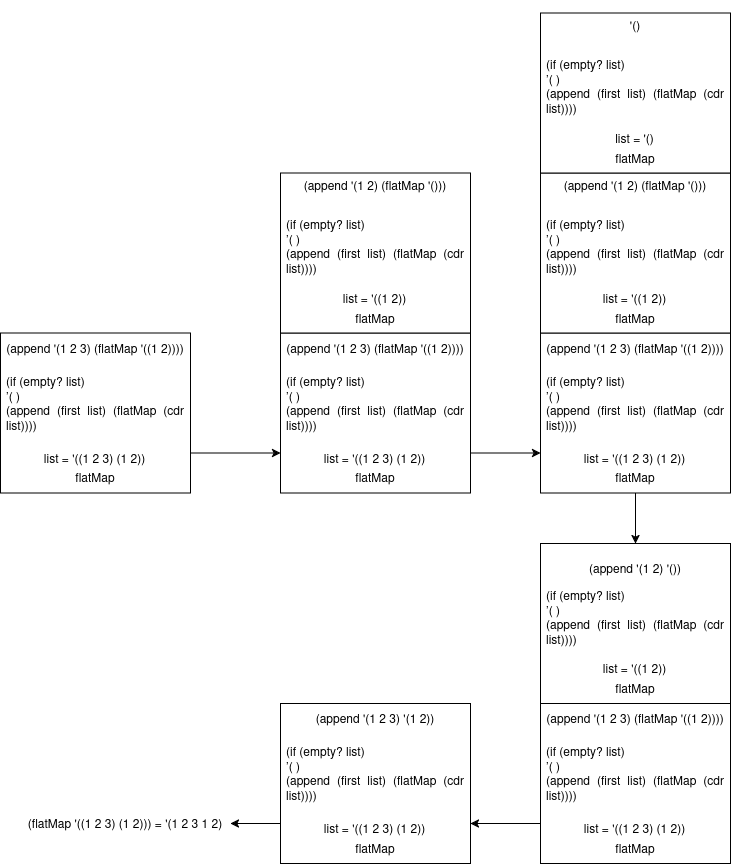 '()
(if (empty? list)
'( )
(append (first list) (flatMap (cdr
list))))
list = '()
flatMap
(append '(1 2) (flatMap '()))
(if (empty? list)
'( )
(append (first list) (flatMap (cdr
list))))
list = '((1 2))
flatMap
(append '(1 2) (flatMap '()))
(if (empty? list)
'( )
(append (first list) (flatMap (cdr
list))))
list = '((1 2))
flatMap
(append '(1 2 3) (flatMap '((1 2))))
(if (empty? list)
'( )
(append (first list) (flatMap (cdr
list))))
list = '((1 2 3) (1 2))
flatMap
(append '(1 2 3) (flatMap '((1 2))))
(if (empty? list)
'( )
(append (first list) (flatMap (cdr
list))))
list = '((1 2 3) (1 2))
flatMap
(append '(1 2 3) (flatMap '((1 2))))
(if (empty? list)
'( )
(append (first list) (flatMap (cdr
list))))
list = '((1 2 3) (1 2))
flatMap
(append '(1 2) '())
(if (empty? list)
'( )
(append (first list) (flatMap (cdr
list))))
list = '((1 2))
flatMap
(append '(1 2 3) '(1 2))
(if (empty? list)
'( )
(append (first list) (flatMap (cdr
list))))
list = '((1 2 3) (1 2))
flatMap
(append '(1 2 3) (flatMap '((1 2))))
(if (empty? list)
'( )
(append (first list) (flatMap (cdr
list))))
list = '((1 2 3) (1 2))
flatMap
(flatMap '((1 2 3) (1 2))) = '(1 2 3 1 2)